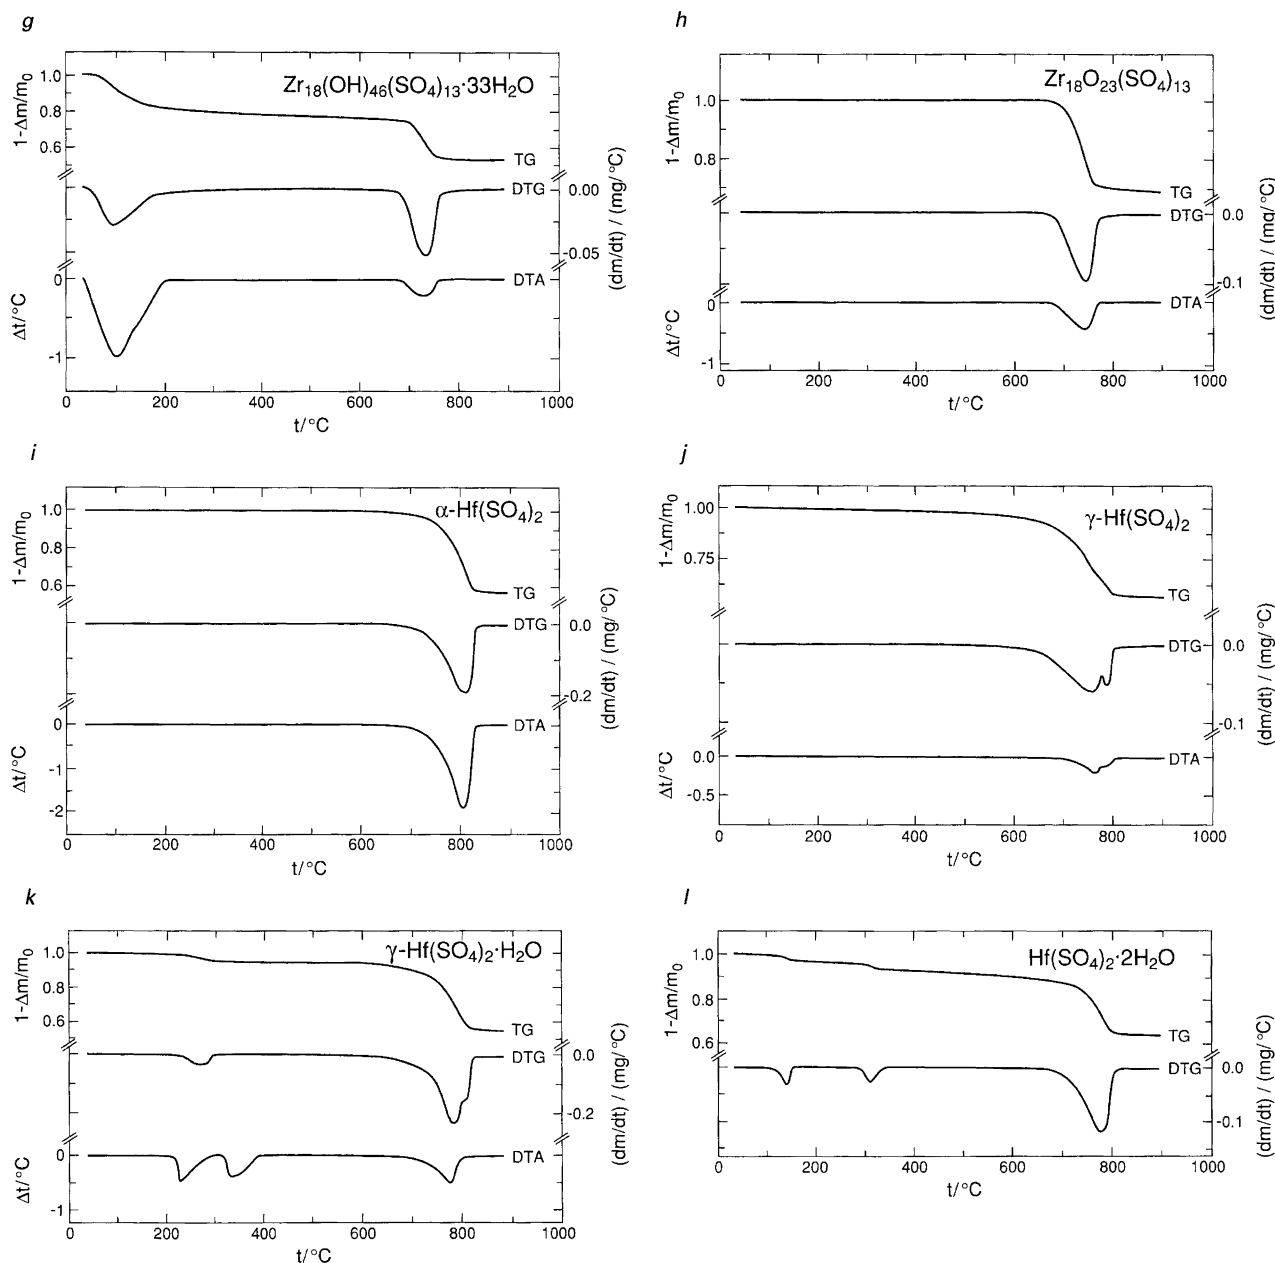 g
Zr18(OH)46(SO4)13·33H2O
1-Δm/m0
1.0
0.8
0.6
TG
DTG
0.00
-0.05
(dm/dt) / (mg/°C)
DTA
0
-1
Δt/°C
0 200 400 600 800 1000
t/°C
h
Zr18O23(SO4)13
1-Δm/m0
1.0
0.8
TG
DTG
0.0
-0.1
(dm/dt) / (mg/°C)
DTA
0
-1
Δt/°C
0 200 400 600 800 1000
t/°C
i
α-Hf(SO4)2
1-Δm/m0
1.0
0.8
0.6
TG
DTG
0.0
-0.2
(dm/dt) / (mg/°C)
DTA
0
-1
-2
Δt/°C
0 200 400 600 800 1000
t/°C
j
γ-Hf(SO4)2
1-Δm/m0
1.00
0.75
TG
DTG
0.0
-0.1
(dm/dt) / (mg/°C)
DTA
0.0
-0.5
Δt/°C
0 200 400 600 800 1000
t/°C
k
γ-Hf(SO4)2·H2O
1-Δm/m0
1.0
0.8
0.6
TG
DTG
0.0
-0.2
(dm/dt) / (mg/°C)
DTA
0
-1
Δt/°C
0 200 400 600 800 1000
t/°C
l
Hf(SO4)2·2H2O
1-Δm/m0
1.0
0.8
0.6
TG
DTG
0.0
-0.1
(dm/dt) / (mg/°C)
0 200 400 600 800 1000
t/°C